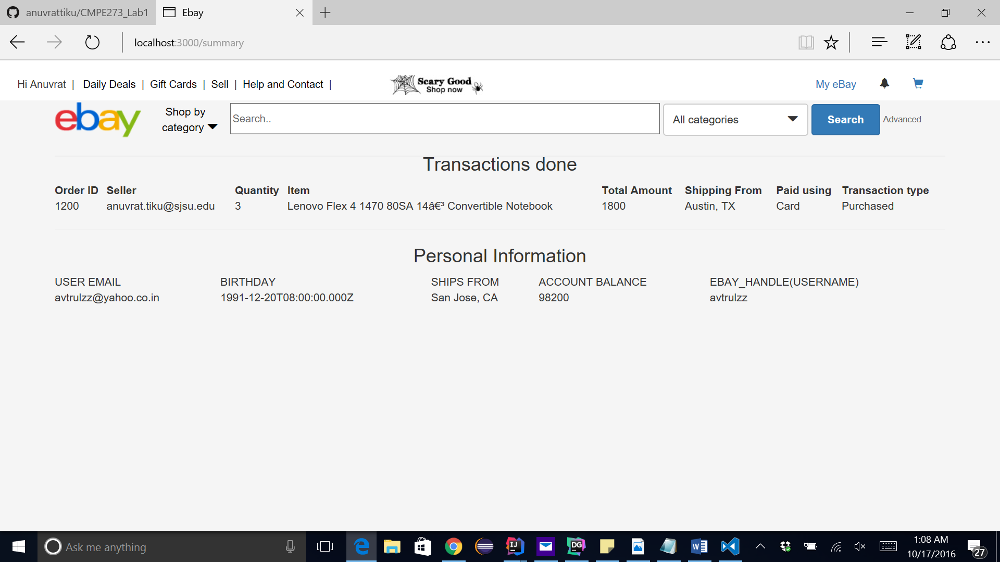 anuvrattiku/CMPE273_Lab1
Ebay
localhost:3000/summary
Hi Anuvrat | Daily Deals | Gift Cards | Sell | Help and Contact |
Scary Good
Shop now
My eBay
ebay
Shop by
category
Search..
All categories
Search
Advanced
Transactions done
Order ID Seller Quantity Item Total Amount Shipping From Paid using Transaction type
1200 anuvrat.tiku@sjsu.edu 3 Lenovo Flex 4 1470 80SA 14â€³ Convertible Notebook 1800 Austin, TX Card Purchased
Personal Information
USER EMAIL BIRTHDAY SHIPS FROM ACCOUNT BALANCE EBAY_HANDLE(USERNAME)
avtrulzz@yahoo.co.in 1991-12-20T08:00:00.000Z San Jose, CA 98200 avtrulzz
Ask me anything
IJ
DG
1:08 AM
10/17/2016
27